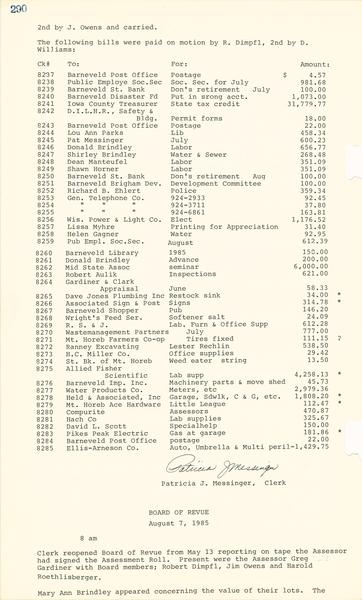 290
2nd by J. Owens and carried.
The following bills were paid on motion by R. Dimpfl, 2nd by D.
Williams:
Ck# To: For: Amount:
8237 Barneveld Post Office Postage $ 4.57
8238 Public Employe Soc.Sec Soc. Sec. for July 981.68
8239 Barneveld St. Bank Don's retirement July 100.00
8240 Barneveld Disaster Fd Put in wrong acct. 1,073.00
8241 Iowa County Treasurer State tax credit 31,779.77
8242 D.I.L.H.R., Safety &
Bldg. Permit forms 18.00
8243 Barneveld Post Office Postage 22.00
8244 Lou Ann Parks Lib 458.34
8245 Pat Messinger July 600.23
8246 Donald Brindley Labor 656.77
8247 Shirley Brindley Water & Sewer 268.48
8248 Dean Manteufel Labor 351.09
8249 Shawn Horner Labor 351.09
8250 Barneveld St. Bank Don's retirement Aug 100.00
8251 Barneveld Brigham Dev. Development Committee 100.00
8252 Richard B. Ehlert Police 359.34
8253 Gen. Telephone Co. 924-2933 92.45
8254 " " " 924-3711 37.80
8255 " " " 924-6861 163.81
8256 Wis. Power & Light Co. Elect 1,176.52
8257 Lissa Myhre Printing for Appreciation 31.40
8258 Helen Gagner Water 92.95
8259 Pub Empl. Soc.Sec. August 612.39
8260 Barneveld Library 1985 150.00
8261 Donald Brindley Advance 200.00
8262 Mid State Assoc seminar 6,000.00
8263 Robert Aulik Inspections 621.00
8264 Gardiner & Clark
Appraisal June 58.33
8265 Dave Jones Plumbing Inc Restock sink 34.00 *
8266 Associated Sign & Post Signs 314.78 *
8267 Barneveld Shopper Pub 146.20
8268 Wright's Feed Ser. Softener salt 24.09
8269 R. S. & J. Lab. Furn & Office Supp 612.28
8270 Wastemanagement Partners July 777.00
8271 Mt. Horeb Farmers Co-op Tires fixed 111.15 ?
8272 Ranney Excavating Lester Rechlin 538.50
8273 H.C. Miller Co. Office supplies 29.42
8274 St. Bk. of Mt. Horeb Weed eater string 13.50
8275 Allied Fisher
Scientific Lab supp 4,258.13 *
8276 Barneveld Imp. Inc. Machinery parts & move shed 45.73
8277 Water Products Co. Meters, etc 2,979.36
8278 Held & Associated, Inc Garage, Sdwlk, C & G, etc. 1,808.20 *
8279 Mt. Horeb Ace Hardware Little League 112.47 *
8280 Compurite Assessors 470.87
8281 Hach Co Lab supplies 325.67
8282 David L. Scott Specialhelp 150.00
8283 Pikes Peak Electric Gas at garage 181.86 *
8284 Barneveld Post Office postage 22.00
8285 Ellis-Arneson Co. Auto, Umbrella & Multi peril-1,429.75
Patricia J Messinger
Patricia J. Messinger, Clerk
BOARD OF REVUE
August 7, 1985
8 am
Clerk reopened Board of Revue from May 13 reporting on tape the Assessor
had signed the Assessment Roll. Present were the Assessor Greg
Gardiner with Board members; Robert Dimpfl, Jim Owens and Harold
Roethlisberger,
Mary Ann Brindley appeared concerning the value of their lots. The